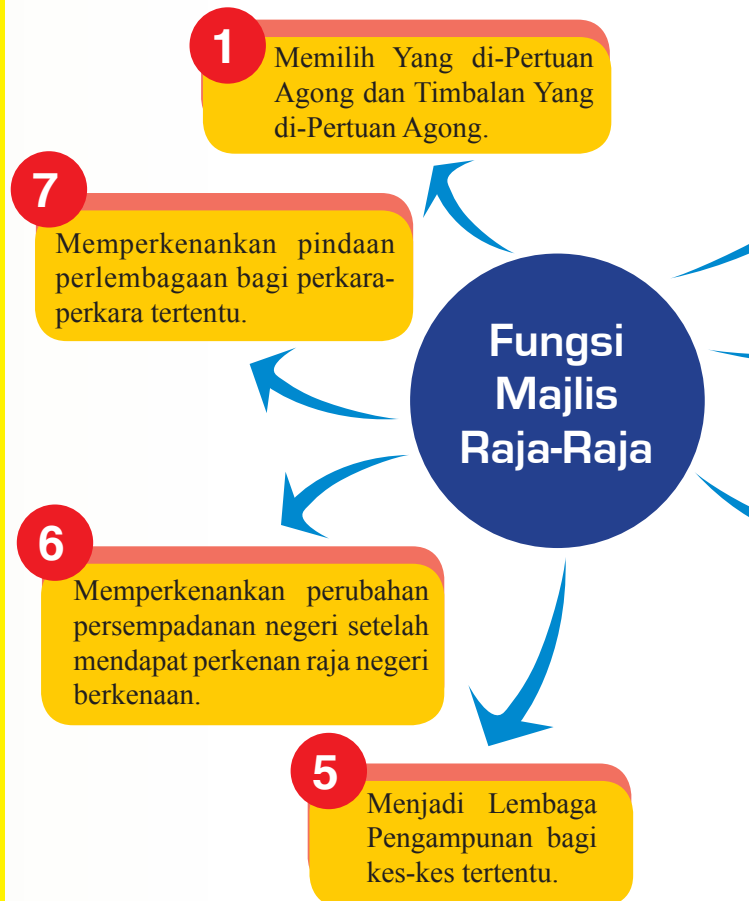 1
Memilih Yang di-Pertuan
Agong dan Timbalan Yang
di-Pertuan Agong.
7
Memperkenankan pindaan
perlembagaan bagi perkara-
perkara tertentu.
Fungsi
Majlis
Raja-Raja
6
Memperkenankan perubahan
persempadanan negeri setelah
mendapat perkenan raja negeri
berkenaan.
5
Menjadi Lembaga
Pengampunan bagi
kes-kes tertentu.